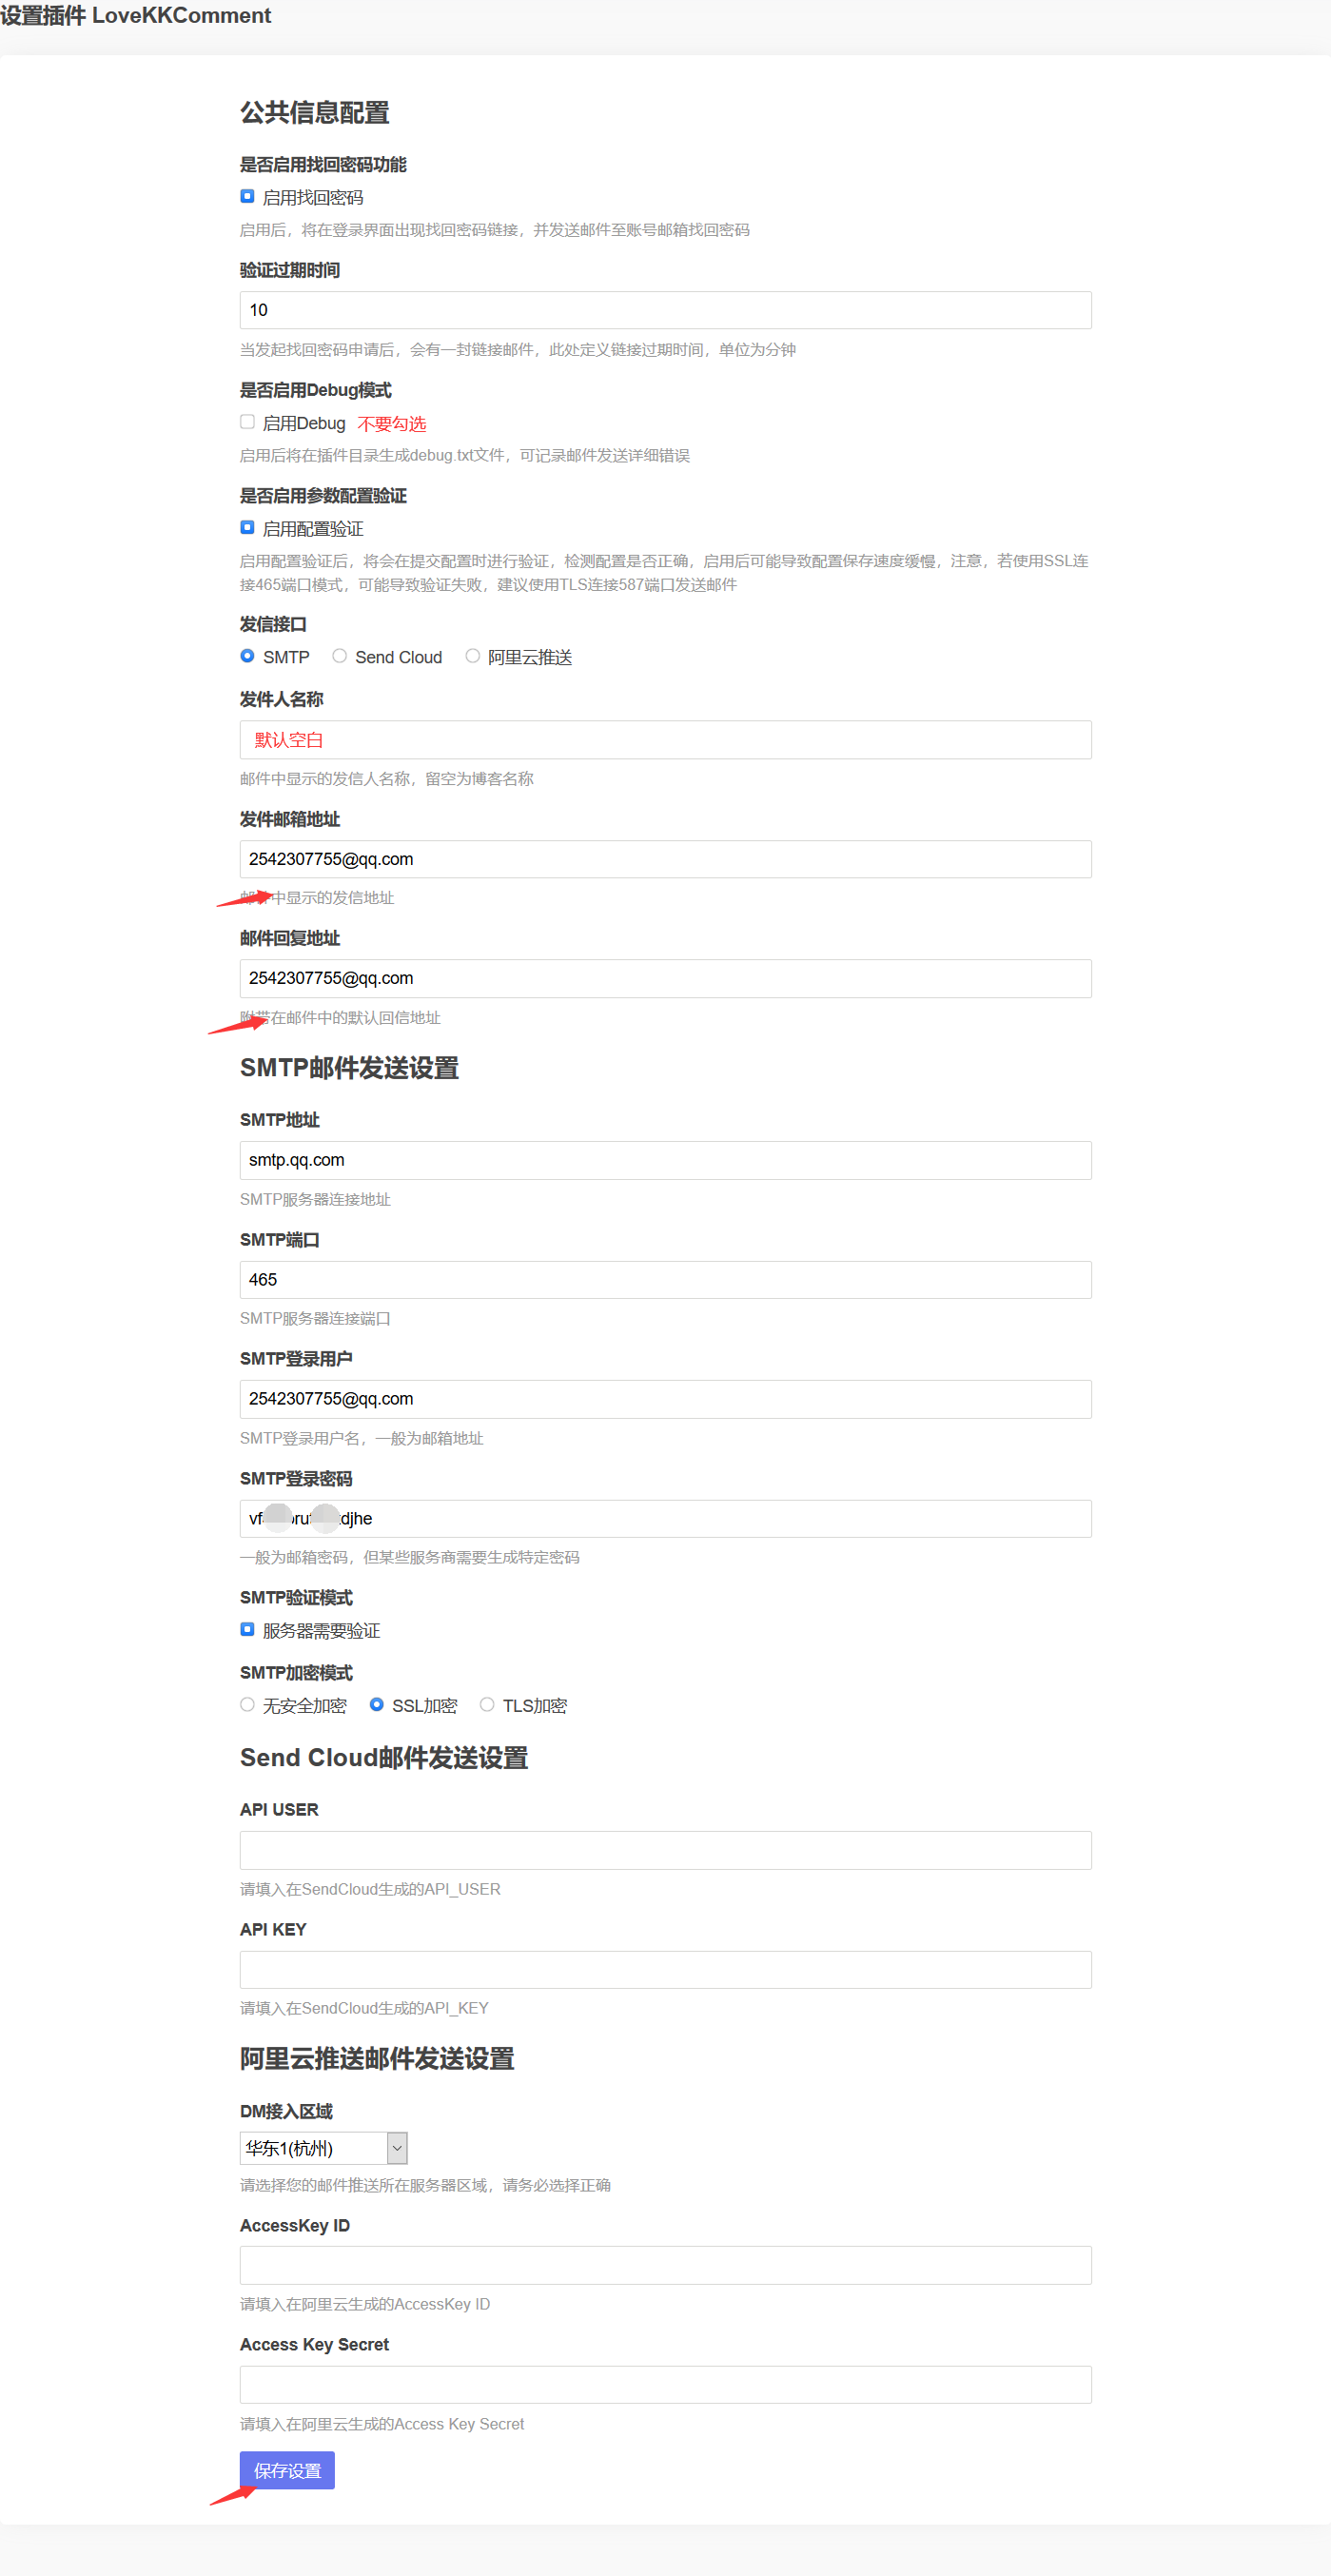 设置插件 LoveKKComment
公共信息配置
是否启用找回密码功能
启用找回密码
启用后，将在登录界面出现找回密码链接，并发送邮件至账号邮箱找回密码
验证过期时间
10
当发起找回密码申请后，会有一封链接邮件，此处定义链接过期时间，单位为分钟
是否启用Debug模式
启用Debug 不要勾选
启用后将在插件目录生成debug.txt文件，可记录邮件发送详细错误
是否启用参数配置验证
启用配置验证
启用配置验证后，将会在提交配置时进行验证，检测配置是否正确，启用后可能导致配置保存速度缓慢，注意，若使用SSL连
接465端口模式，可能导致验证失败，建议使用TLS连接587端口发送邮件
发信接口
SMTP Send Cloud 阿里云推送
发件人名称
默认空白
邮件中显示的发信人名称，留空为博客名称
发件邮箱地址
2542307755@qq.com
邮件中显示的发信地址
邮件回复地址
2542307755@qq.com
附带在邮件中的默认回信地址
SMTP邮件发送设置
SMTP地址
smtp.qq.com
SMTP服务器连接地址
SMTP端口
465
SMTP服务器连接端口
SMTP登录用户
2542307755@qq.com
SMTP登录用户名，一般为邮箱地址
SMTP登录密码
一般为邮箱密码，但某些服务商需要生成特定密码
SMTP验证模式
服务器需要验证
SMTP加密模式
无安全加密 SSL加密 TLS加密
Send Cloud邮件发送设置
API USER
请填入在SendCloud生成的API_USER
API KEY
请填入在SendCloud生成的API_KEY
阿里云推送邮件发送设置
DM接入区域
华东1(杭州)
请选择您的邮件推送所在服务器区域，请务必选择正确
AccessKey ID
请填入在阿里云生成的AccessKey ID
Access Key Secret
请填入在阿里云生成的Access Key Secret
保存设置